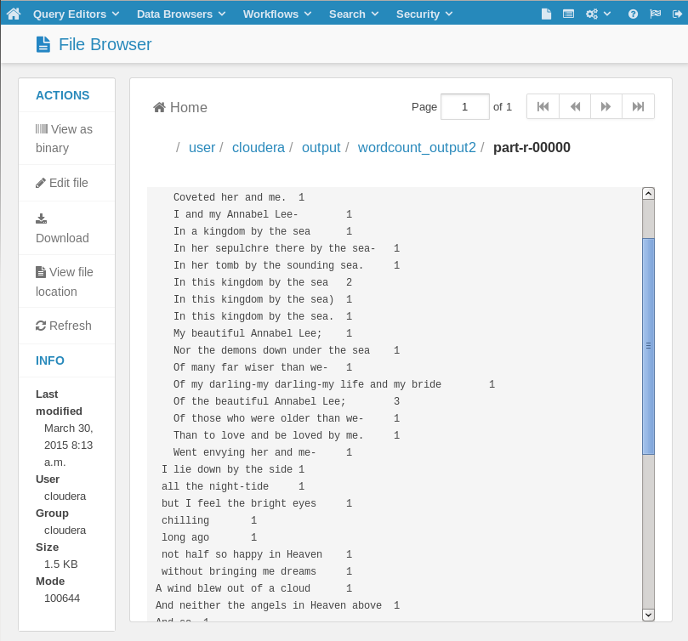 Query Editors Data Browsers Workflows Search Security
File Browser
ACTIONS
View as
binary
Edit file
Download
View file
location
Refresh
INFO
Last
modified
March 30,
2015 8:13
a.m.
User
cloudera
Group
cloudera
Size
1.5 KB
Mode
100644
Home
Page 1 of 1
/ user / cloudera / output / wordcount_output2 / part-r-00000
Coveted her and me. 1
I and my Annabel Lee- 1
In a kingdom by the sea 1
In her sepulchre there by the sea- 1
In her tomb by the sounding sea. 1
In this kingdom by the sea 2
In this kingdom by the sea) 1
In this kingdom by the sea. 1
My beautiful Annabel Lee; 1
Nor the demons down under the sea 1
Of many far wiser than we- 1
Of my darling-my darling-my life and my bride 1
Of the beautiful Annabel Lee; 3
Of those who were older than we- 1
Than to love and be loved by me. 1
Went envying her and me- 1
I lie down by the side 1
all the night-tide 1
but I feel the bright eyes 1
chilling 1
long ago 1
not half so happy in Heaven 1
without bringing me dreams 1
A wind blew out of a cloud 1
And neither the angels in Heaven above 1
And so 1